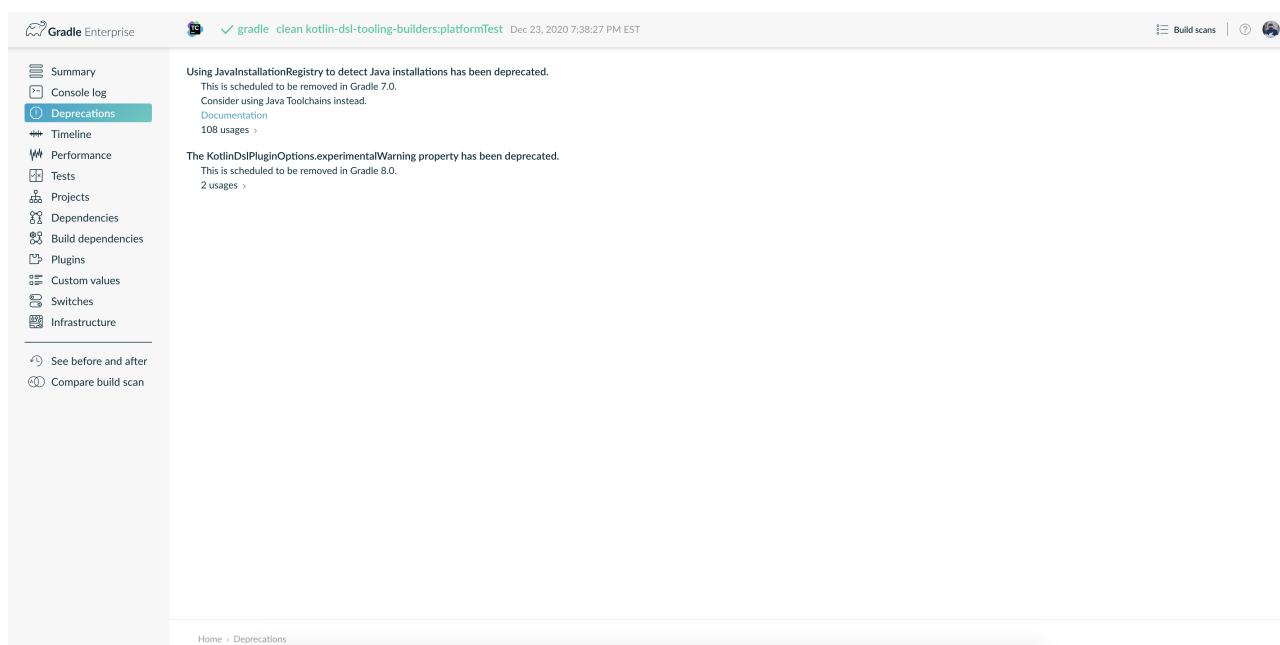 Gradle Enterprise
TC
gradle clean kotlin-dsl-tooling-builders:platformTest Dec 23, 2020 7:38:27 PM EST
Build scans
Summary
Console log
Deprecations
Timeline
Performance
Tests
Projects
Dependencies
Build dependencies
Plugins
Custom values
Switches
Infrastructure
See before and after
Compare build scan
Using JavaInstallationRegistry to detect Java installations has been deprecated.
This is scheduled to be removed in Gradle 7.0.
Consider using Java Toolchains instead.
Documentation
108 usages ›
The KotlinDslPluginOptions.experimentalWarning property has been deprecated.
This is scheduled to be removed in Gradle 8.0.
2 usages ›
Home › Deprecations